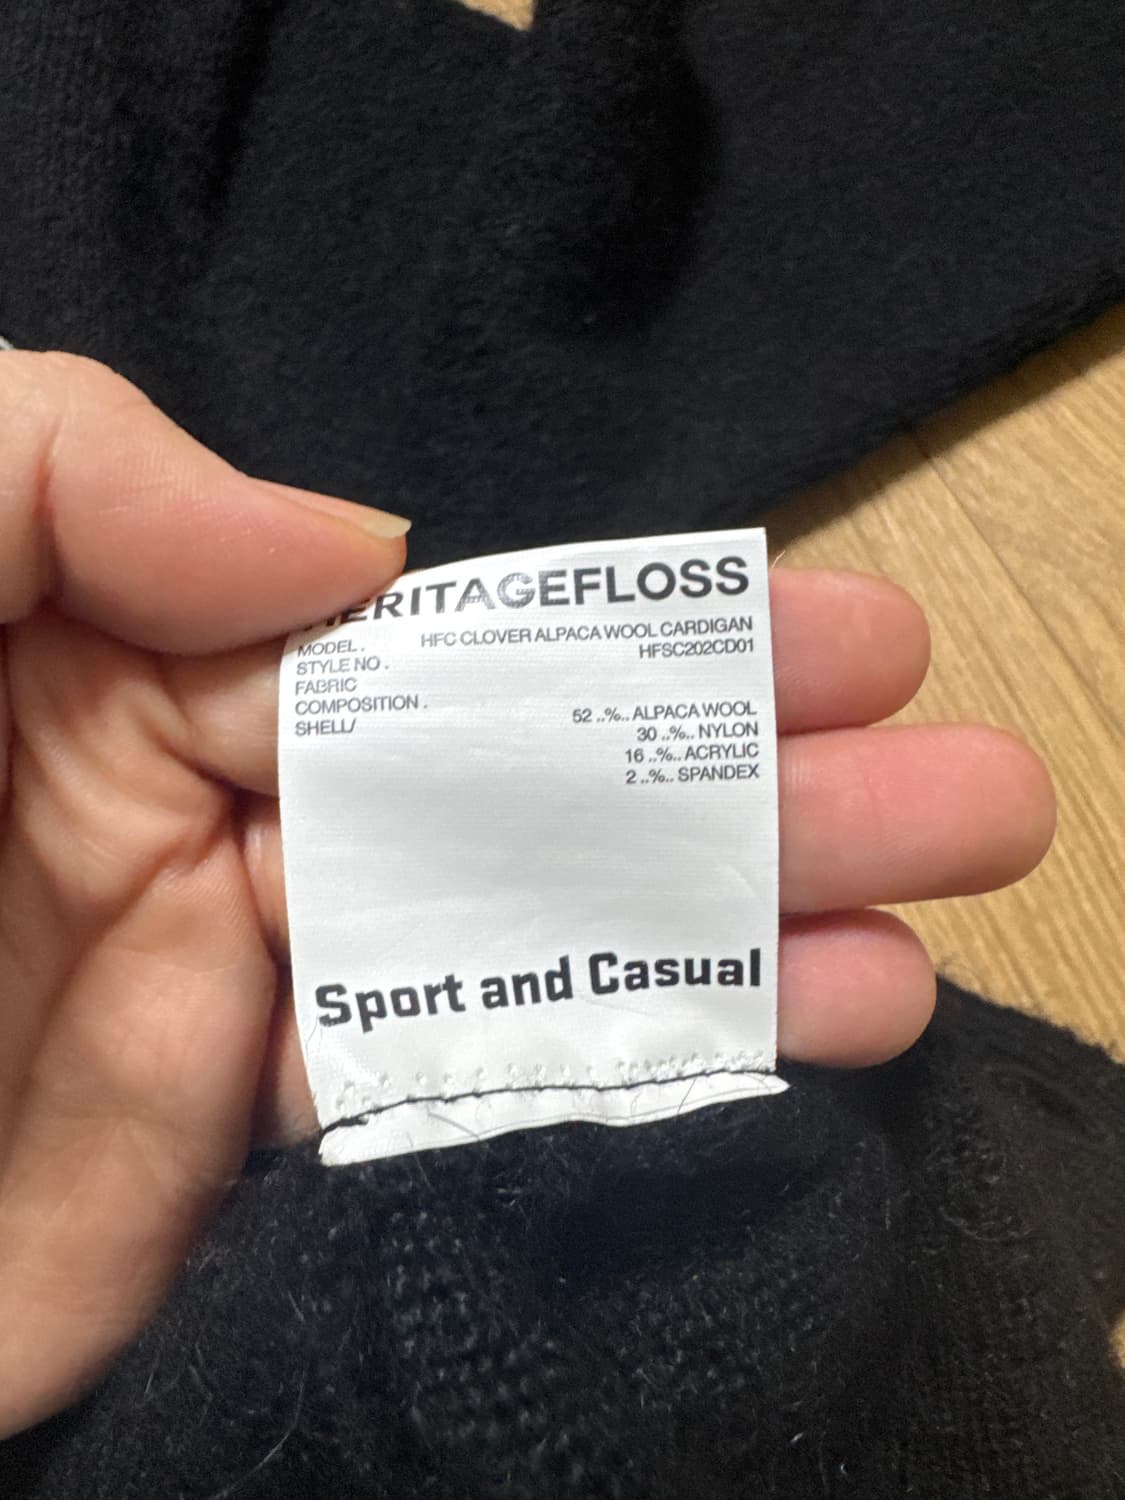 HERITAGEFLOSS
MODEL. HFC CLOVER ALPACA WOOL CARDIGAN
STYLE NO. HFSC202CD01
FABRIC
COMPOSITION. 52 ..%.. ALPACA WOOL
SHELL/ 30 ..%.. NYLON
16 ..%.. ACRYLIC
2 ..%.. SPANDEX
Sport and Casual